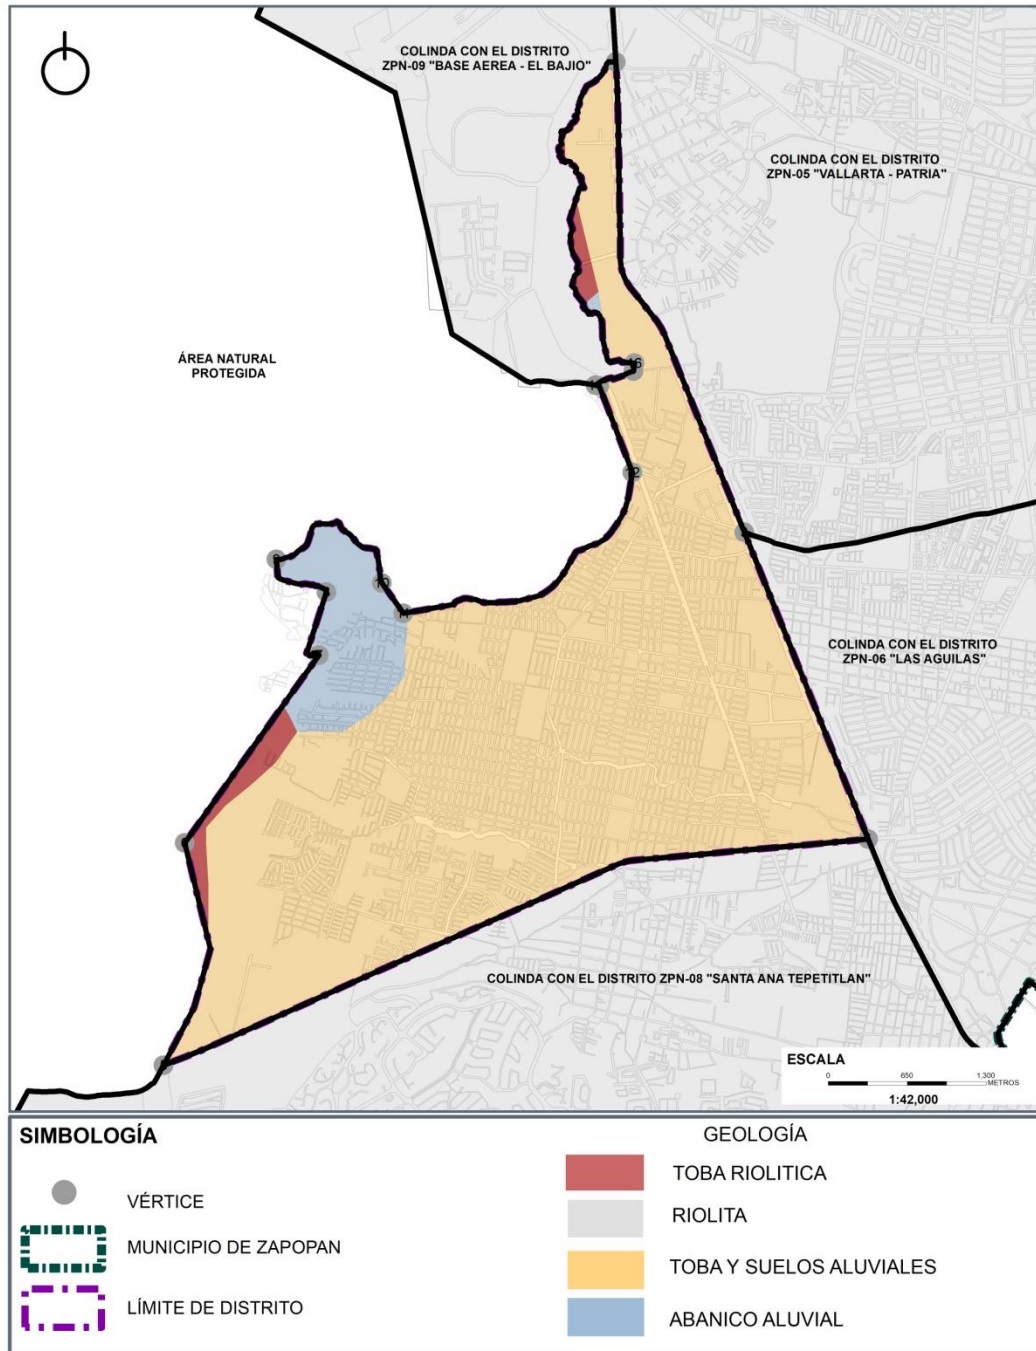 COLINDA CON EL DISTRITO
ZPN-09 "BASE AEREA - EL BAJIO"
COLINDA CON EL DISTRITO
ZPN-05 "VALLARTA - PATRIA"
ÁREA NATURAL
PROTEGIDA
12
10
COLINDA CON EL DISTRITO
ZPN-06 "LAS AGUILAS"
COLINDA CON EL DISTRITO ZPN-08 "SANTA ANA TEPETITLAN"
ESCALA
0 650 1,300
METROS
1:42,000
SIMBOLOGÍA
VÉRTICE
MUNICIPIO DE ZAPOPAN
LÍMITE DE DISTRITO
GEOLOGÍA
TOBA RIOLITICA
RIOLITA
TOBA Y SUELOS ALUVIALES
ABANICO ALUVIAL